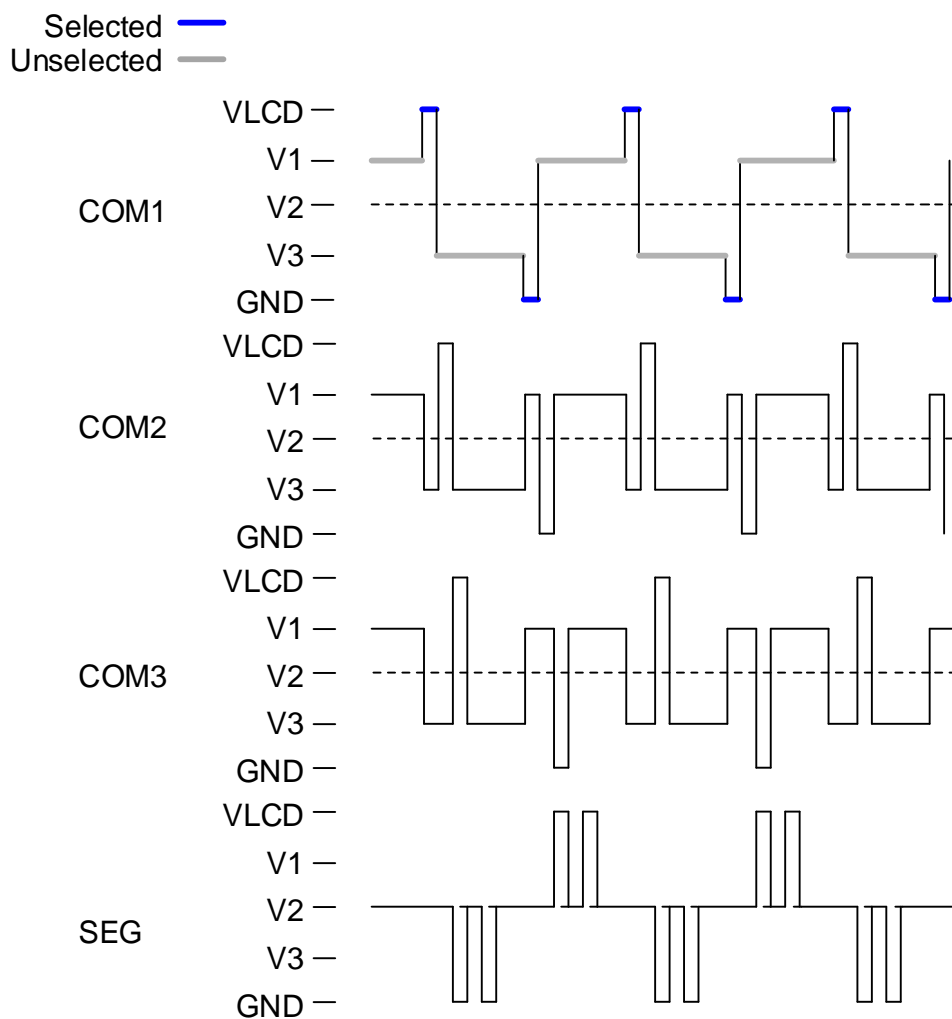 Selected
Unselected
VLCD
V1
COM1
V2
V3
GND
VLCD
V1
COM2
V2
V3
GND
VLCD
V1
COM3
V2
V3
GND
VLCD
V1
V2
SEG
V3
GND